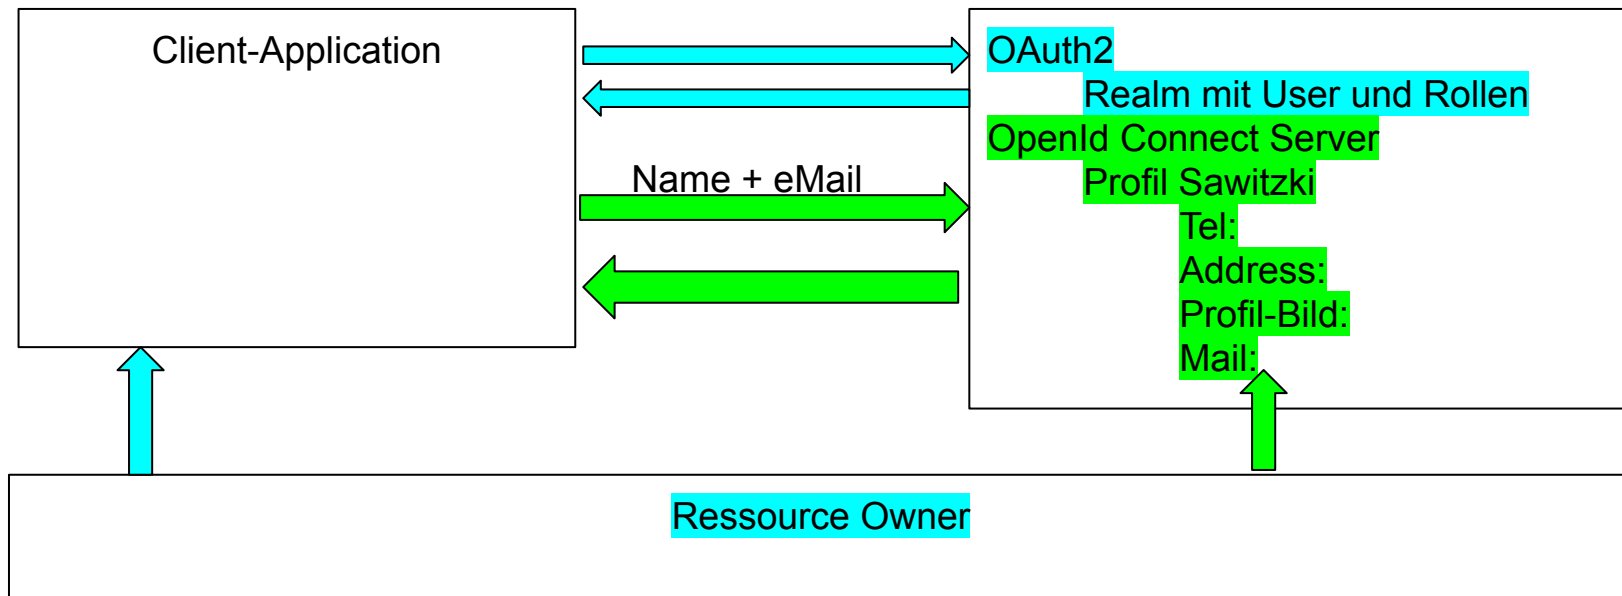 Client-Application
OAuth2
Realm mit User und Rollen
OpenId Connect Server
Name + eMail
Profil Sawitzki
Tel:
Address:
Profil-Bild:
Mail:
Ressource Owner